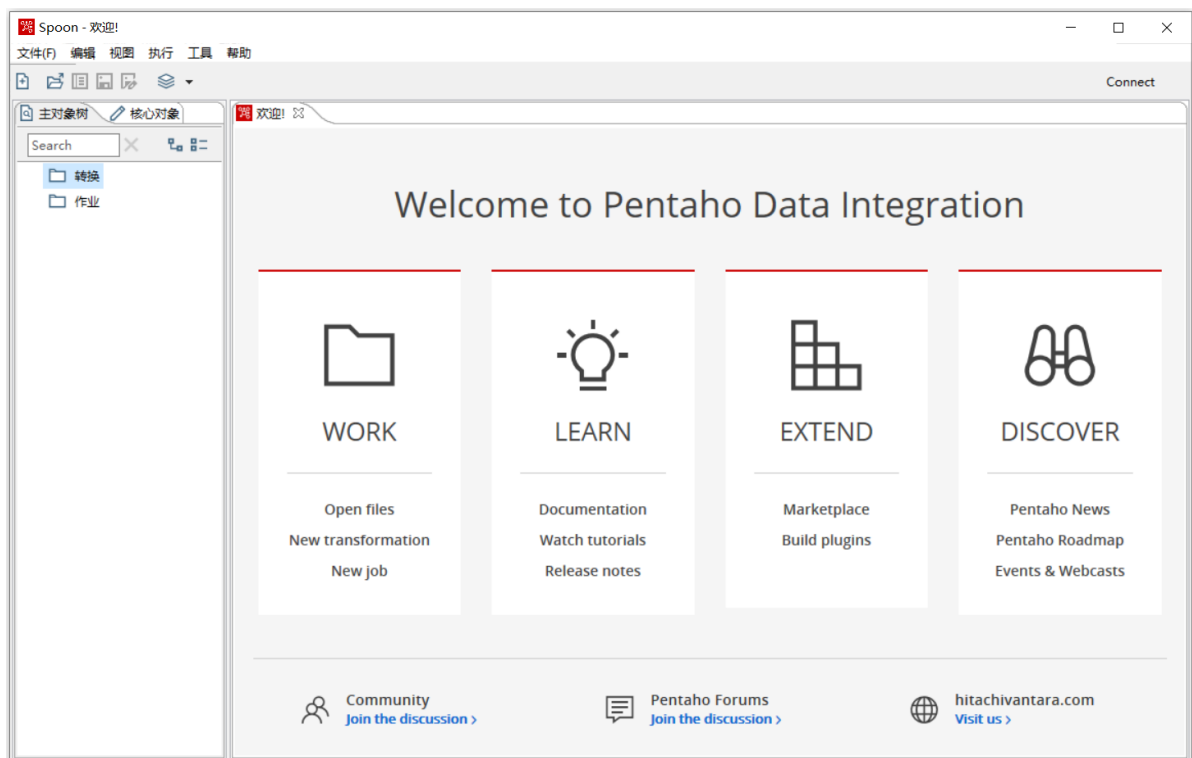 Spoon - 欢迎!
文件(F) 编辑 视图 执行 工具 帮助
Connect
主对象树 核心对象
欢迎!
Search
转换
作业
Welcome to Pentaho Data Integration
WORK
Open files
New transformation
New job
LEARN
Documentation
Watch tutorials
Release notes
EXTEND
Marketplace
Build plugins
DISCOVER
Pentaho News
Pentaho Roadmap
Events & Webcasts
Community
Join the discussion >
Pentaho Forums
Join the discussion >
hitachivantara.com
Visit us >